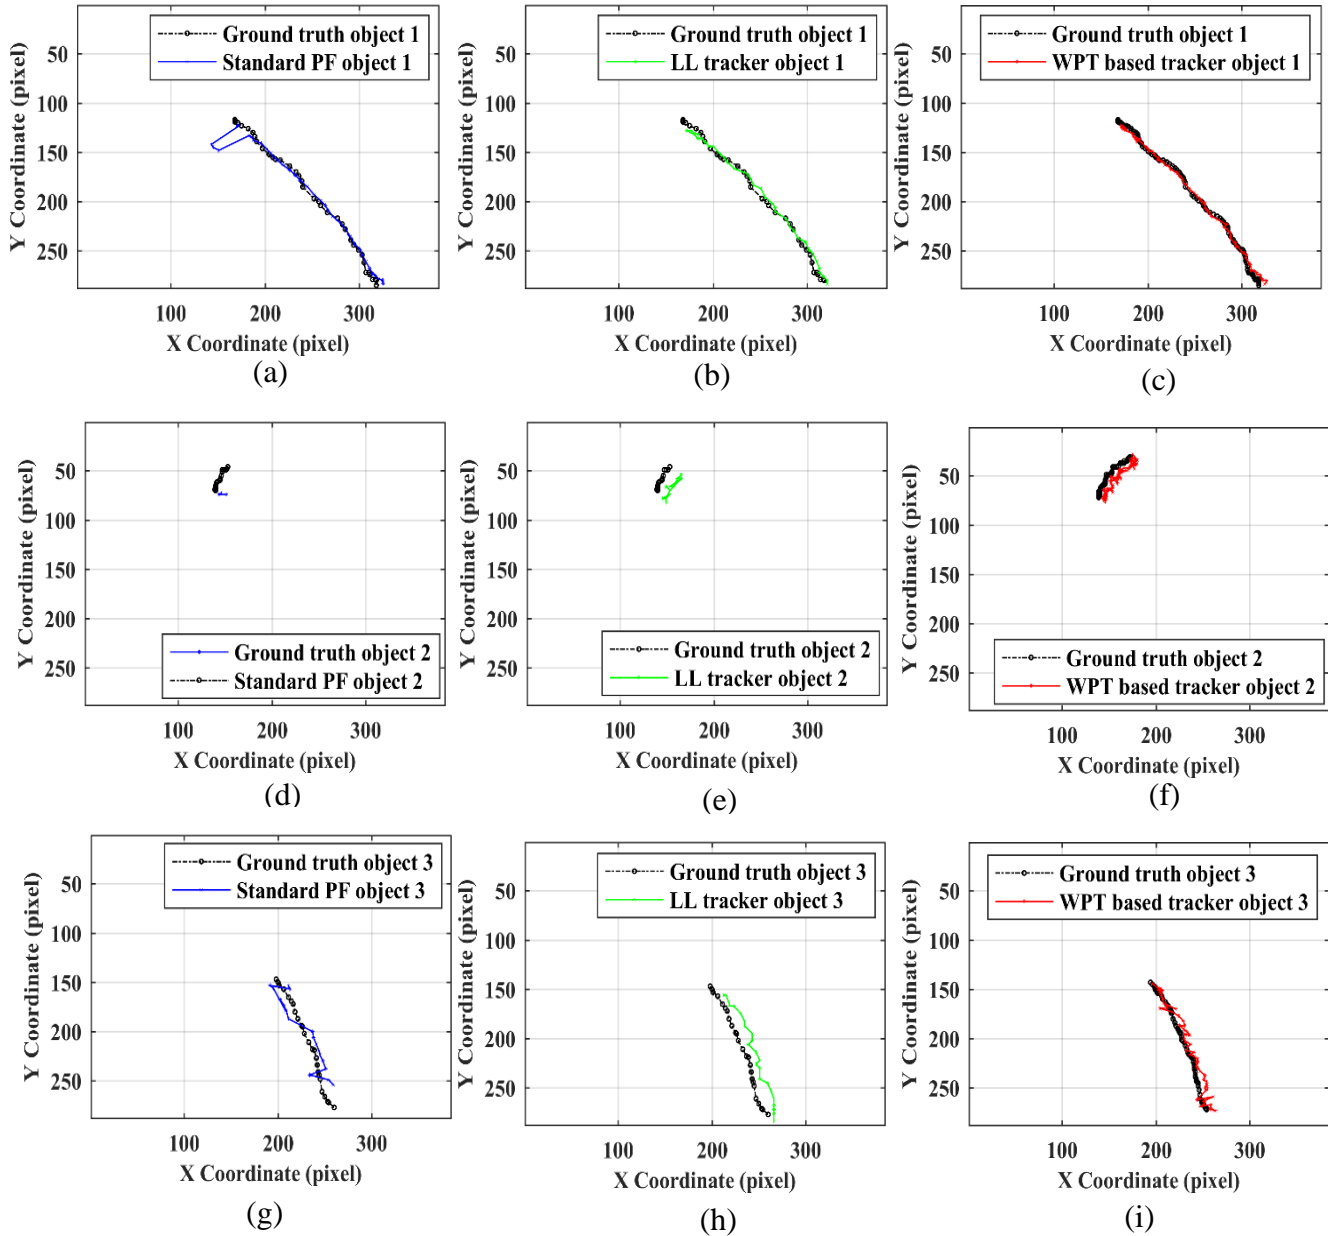 Ground truth object 1
Standard PF object 1
50
100
150
200
250
Y Coordinate (pixel)
100 200 300
X Coordinate (pixel)
(a)
Ground truth object 1
LL tracker object 1
50
100
150
200
250
Y Coordinate (pixel)
100 200 300
X Coordinate (pixel)
(b)
Ground truth object 1
WPT based tracker object 1
50
100
150
200
250
Y Coordinate (pixel)
100 200 300
X Coordinate (pixel)
(c)
50
100
150
200
250
Y Coordinate (pixel)
Ground truth object 2
Standard PF object 2
100 200 300
X Coordinate (pixel)
(d)
50
100
150
200
250
Y Coordinate (pixel)
Ground truth object 2
LL tracker object 2
100 200 300
X Coordinate (pixel)
(e)
50
100
150
200
250
Y Coordinate (pixel)
Ground truth object 2
WPT based tracker object 2
100 200 300
X Coordinate (pixel)
(f)
Ground truth object 3
Standard PF object 3
50
100
150
200
250
Y Coordinate (pixel)
100 200 300
X Coordinate (pixel)
(g)
Ground truth object 3
LL tracker object 3
50
100
150
200
250
Y Coordinate (pixel)
100 200 300
X Coordinate (pixel)
(h)
Ground truth object 3
WPT based tracker object 3
50
100
150
200
250
Y Coordinate (pixel)
100 200 300
X Coordinate (pixel)
(i)